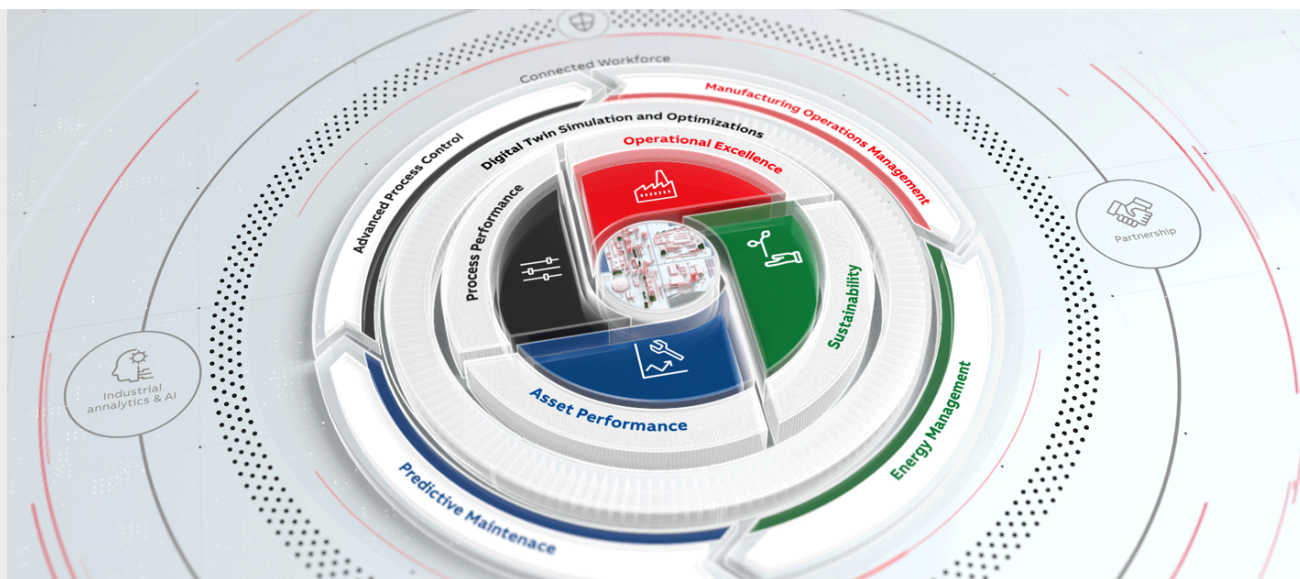 Connected Workforce
Manufacturing Operations Management
Advanced Process Control
Digital Twin Simulation and Optimizations
Operational Excellence
Process Performance
Partnership
Sustainability
Industrial
annalytics & AI
Asset Performance
Energy Management
Predictive Maintenace